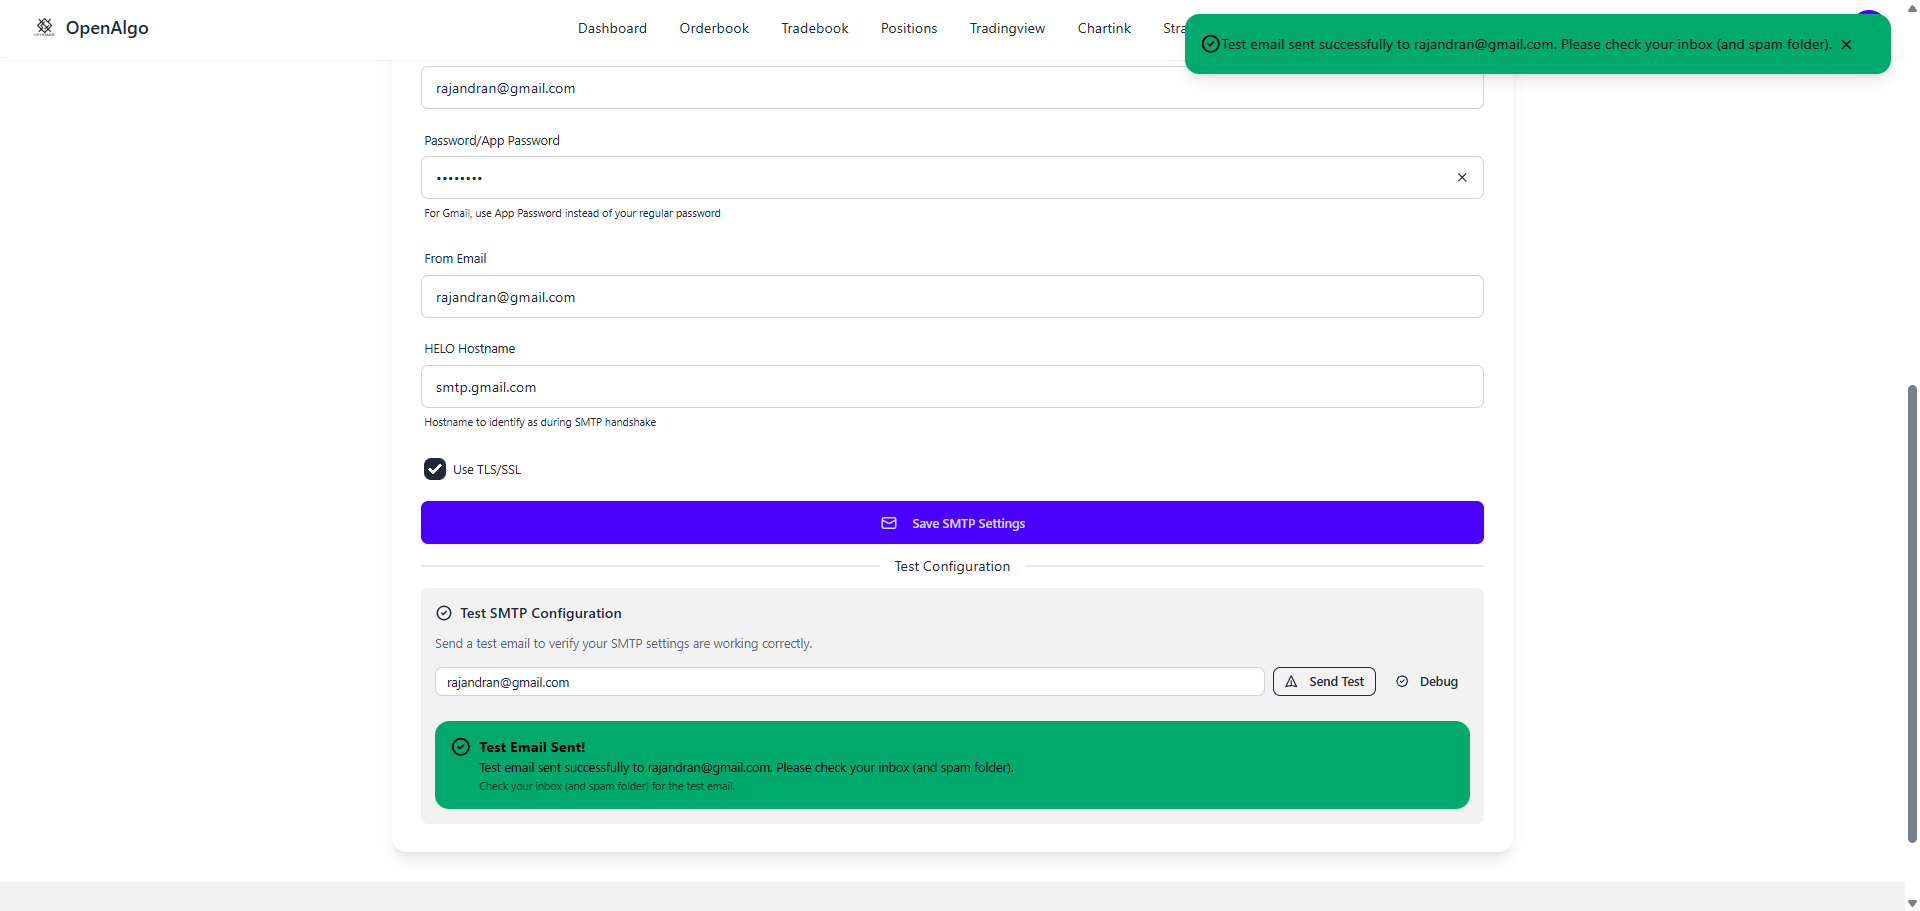 OpenAlgo
Dashboard
Orderbook
Tradebook
Positions
Tradingview
Chartink
Test email sent successfully to rajandran@gmail.com. Please check your inbox (and spam folder).
rajandran@gmail.com
Password/App Password
••••••••
For Gmail, use App Password instead of your regular password
From Email
rajandran@gmail.com
HELO Hostname
smtp.gmail.com
Hostname to identify as during SMTP handshake
Use TLS/SSL
Save SMTP Settings
Test Configuration
Test SMTP Configuration
Send a test email to verify your SMTP settings are working correctly.
rajandran@gmail.com
Send Test
Debug
Test Email Sent!
Test email sent successfully to rajandran@gmail.com. Please check your inbox (and spam folder).
Check your inbox (and spam folder) for the test email.